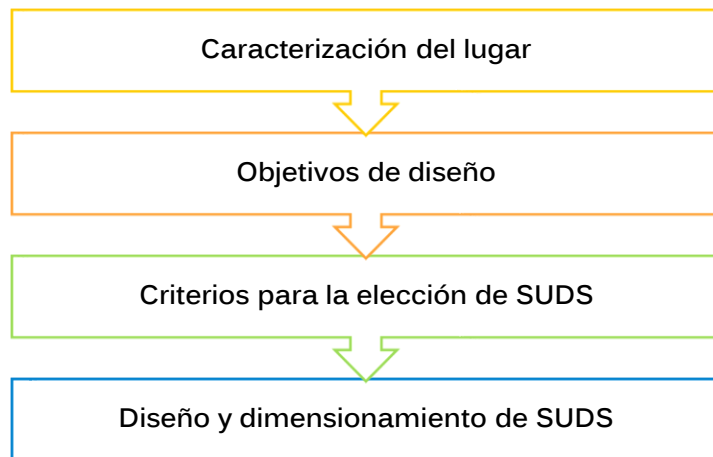 Caracterización del lugar
Objetivos de diseño
Criterios para la elección de SUDS
Diseño y dimensionamiento de SUDS